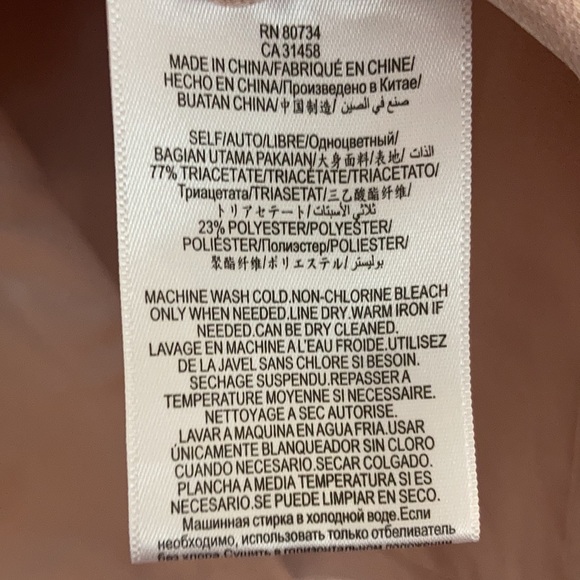 RN 80734
CA 31458
MADE IN CHINA/FABRIQUÉ EN CHINE/
HECHO EN CHINA/Произведено в Китае/
BUATAN CHINA/中国制造/ صنع في الصين/
SELF/AUTO/LIBRE/Одноцветный/
BAGIAN UTAMA PAKAIAN/大身面料/表地/ الذات/
77% TRIACETATE/TRIACÉTATE/TRIACETATO/
Триацетата/TRIASETAT/三乙酸酯纤维/
トリアセテート/ثلاثي الأسيتات/
23% POLYESTER/POLYESTER/
POLIÉSTER/Полиэстер/POLIESTER/
聚酯纤维/ポリエステル/ بوليستر/
MACHINE WASH COLD.NON-CHLORINE BLEACH
ONLY WHEN NEEDED.LINE DRY.WARM IRON IF
NEEDED.CAN BE DRY CLEANED.
LAVAGE EN MACHINE A L'EAU FROIDE.UTILISEZ
DE LA JAVEL SANS CHLORE SI BESOIN.
SECHAGE SUSPENDU.REPASSER A
TEMPERATURE MOYENNE SI NECESSAIRE.
NETTOYAGE A SEC AUTORISE.
LAVAR A MAQUINA EN AGUA FRIA.USAR
ÚNICAMENTE BLANQUEADOR SIN CLORO
CUANDO NECESARIO.SECAR COLGADO.
PLANCHA A MEDIA TEMPERATURA SI ES
NECESARIO.SE PUEDE LIMPIAR EN SECO.
Машинная стирка в холодной воде.Если
необходимо, использовать только отбеливатель
без хлора.Сушить в горизонтальном положении